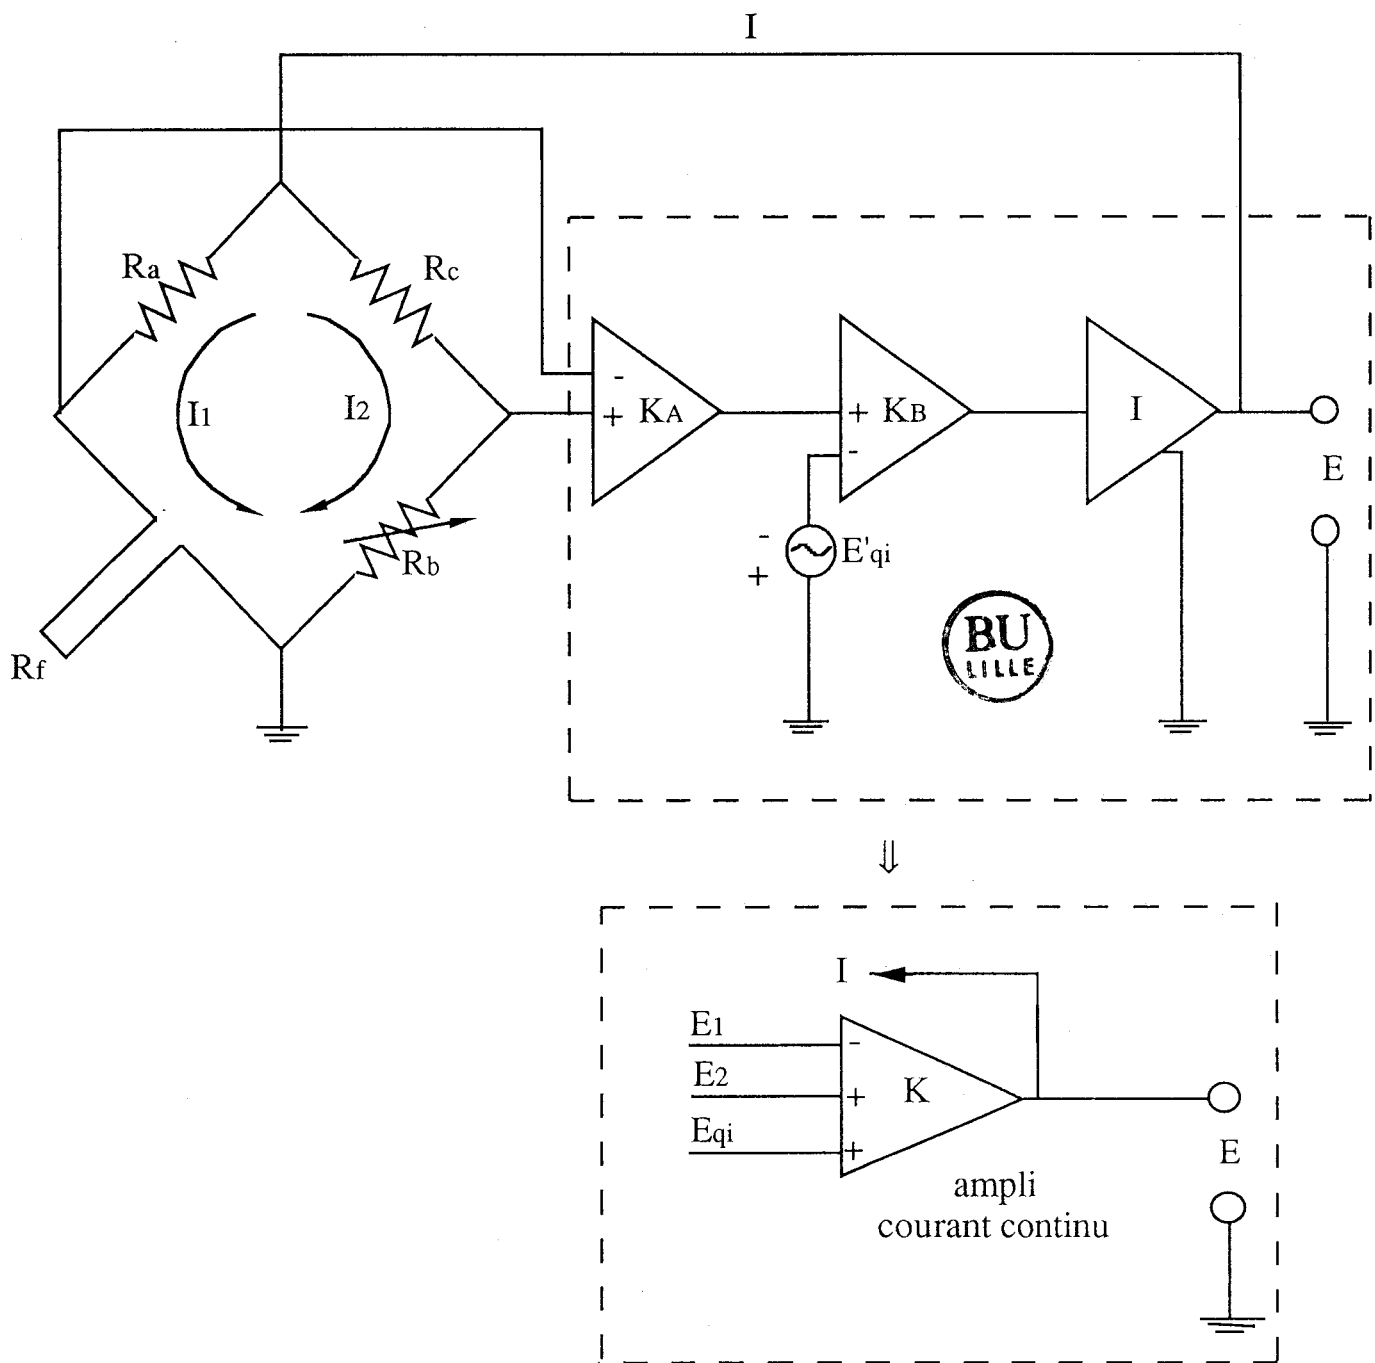 I
Ra
Rc
I1
I2
Rb
Rf
-
+
KA
+
-
KB
I
E
-
+
E'qi
BU
LILLE
⇓
I
E1
-
E2
+
K
Eqi
+
E
ampli
courant continu